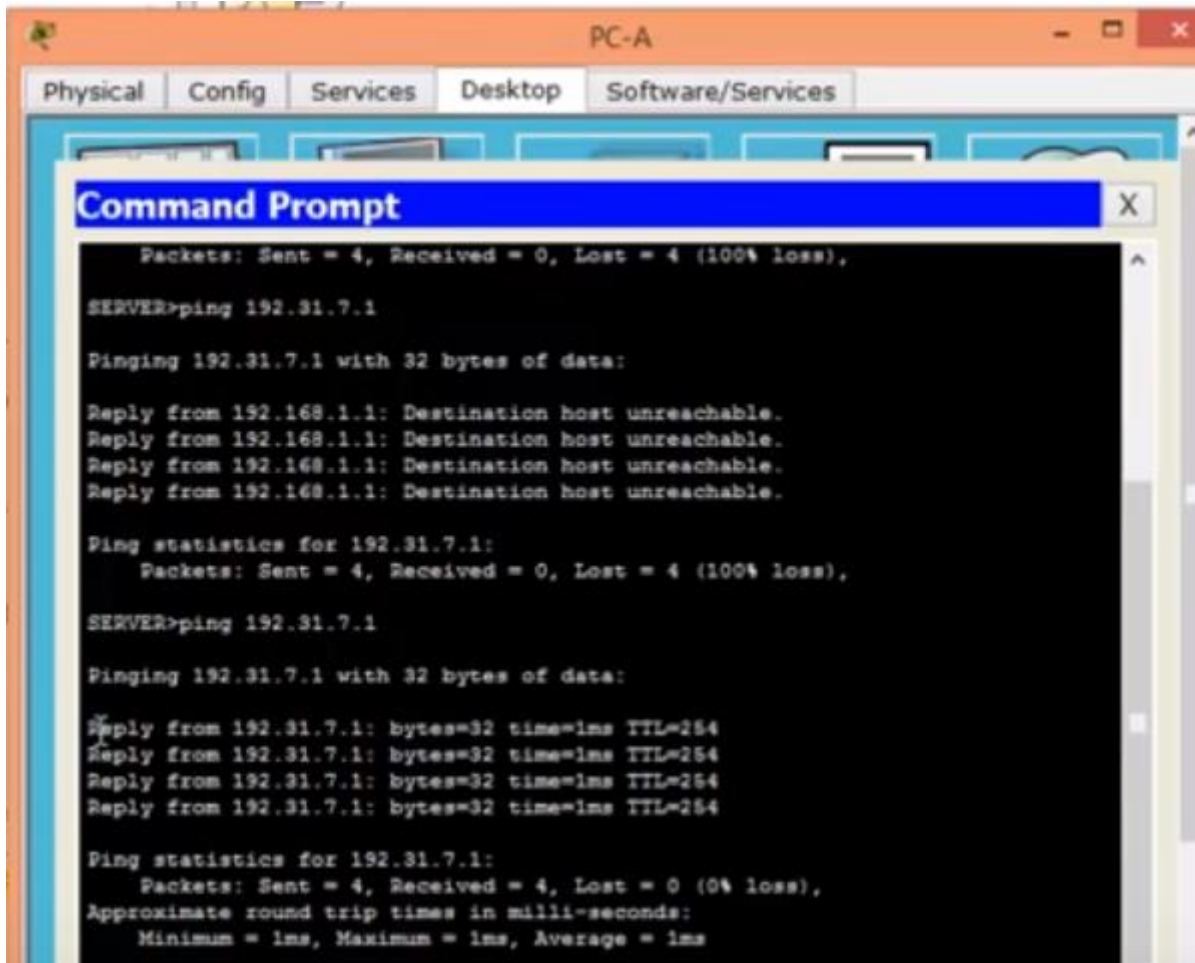 PC-A
Physical Config Services Desktop Software/Services
Command Prompt X
Packets: Sent = 4, Received = 0, Lost = 4 (100% loss),
SERVER>ping 192.31.7.1
Pinging 192.31.7.1 with 32 bytes of data:
Reply from 192.168.1.1: Destination host unreachable.
Reply from 192.168.1.1: Destination host unreachable.
Reply from 192.168.1.1: Destination host unreachable.
Reply from 192.168.1.1: Destination host unreachable.
Ping statistics for 192.31.7.1:
Packets: Sent = 4, Received = 0, Lost = 4 (100% loss),
SERVER>ping 192.31.7.1
Pinging 192.31.7.1 with 32 bytes of data:
Reply from 192.31.7.1: bytes=32 time=1ms TTL=254
Reply from 192.31.7.1: bytes=32 time=1ms TTL=254
Reply from 192.31.7.1: bytes=32 time=1ms TTL=254
Reply from 192.31.7.1: bytes=32 time=1ms TTL=254
Ping statistics for 192.31.7.1:
Packets: Sent = 4, Received = 4, Lost = 0 (0% loss),
Approximate round trip times in milli-seconds:
Minimum = 1ms, Maximum = 1ms, Average = 1ms